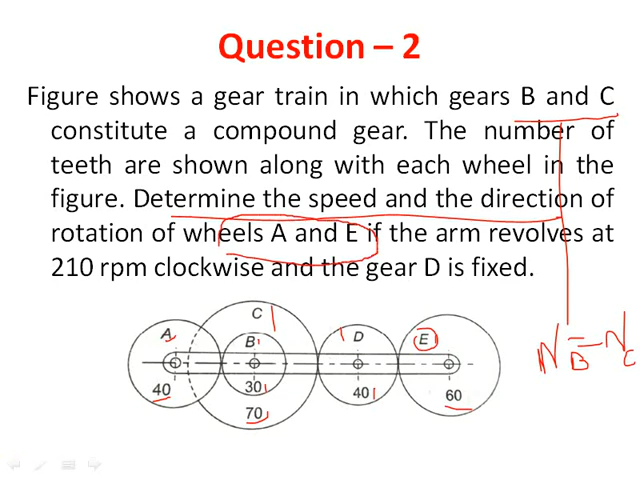 Question – 2
Figure shows a gear train in which gears B and C
constitute a compound gear. The number of
teeth are shown along with each wheel in the
figure. Determine the speed and the direction of
rotation of wheels A and E if the arm revolves at
210 rpm clockwise and the gear D is fixed.
C
A
B
D
E
N_B = N_C
40
30
40
60
70